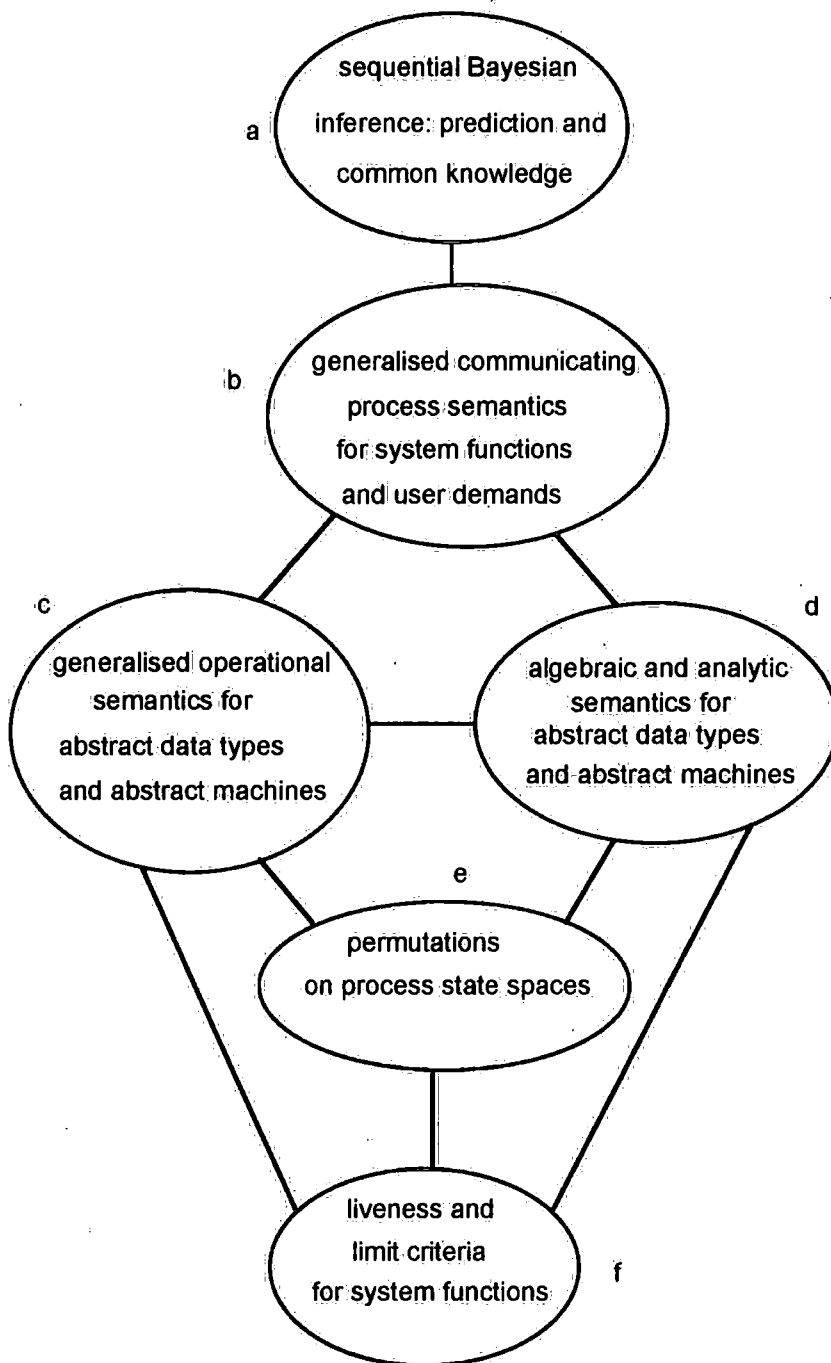 sequential Bayesian
inference: prediction and
common knowledge
a
generalised communicating
process semantics
for system functions
and user demands
b
c
generalised operational
semantics for
abstract data types
and abstract machines
d
algebraic and analytic
semantics for
abstract data types
and abstract machines
e
permutations
on process state spaces
liveness and
limit criteria
for system functions
f